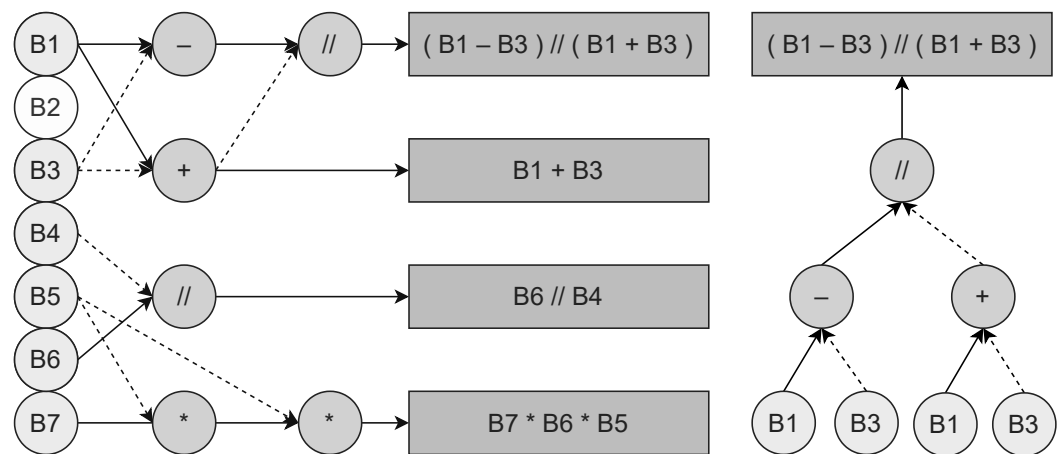 B1
–
//
( B1 – B3 ) // ( B1 + B3 )
B2
B3
+
B1 + B3
B4
B5
//
B6 // B4
B6
B7
*
*
B7 * B6 * B5
( B1 – B3 ) // ( B1 + B3 )
//
–
+
B1
B3
B1
B3